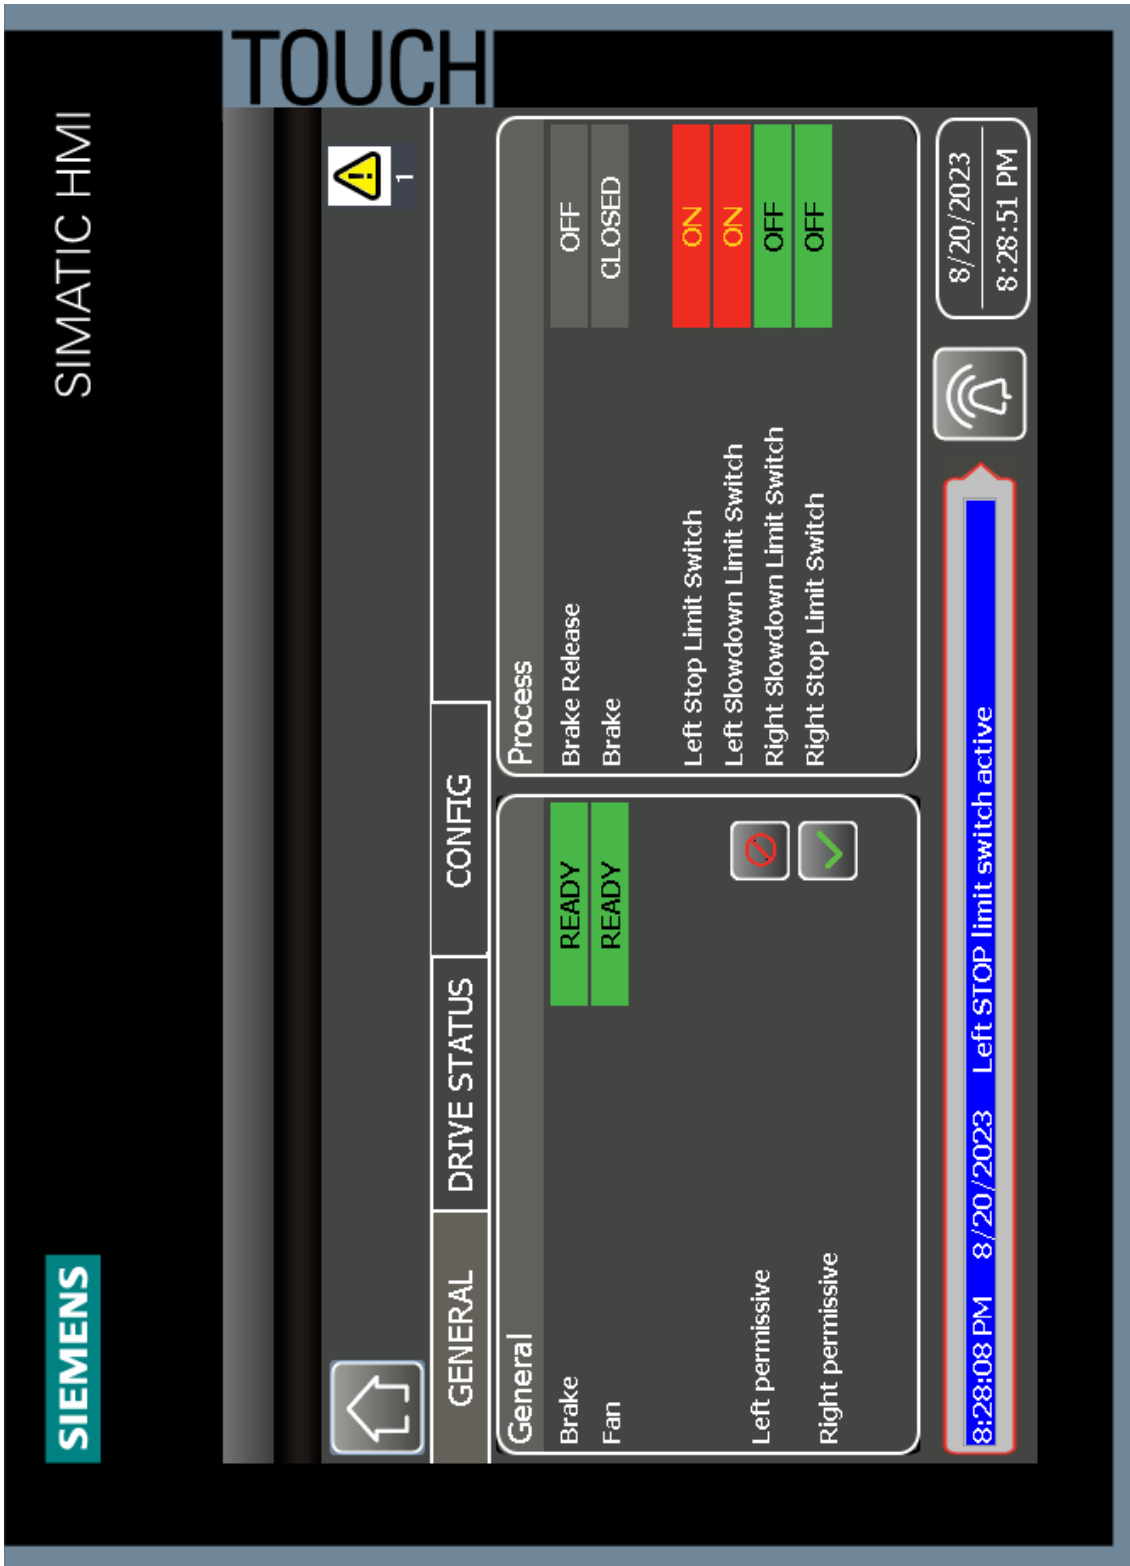 SIEMENS
SIMATIC HMI
TOUCH
1
GENERAL
DRIVE STATUS
CONFIG
General
Brake READY
Fan READY
Left permissive
Right permissive
Process
Brake Release OFF
Brake CLOSED
Left Stop Limit Switch ON
Left Slowdown Limit Switch ON
Right Slowdown Limit Switch OFF
Right Stop Limit Switch OFF
8:28:08 PM 8/20/2023 Left STOP limit switch active
8/20/2023
8:28:51 PM